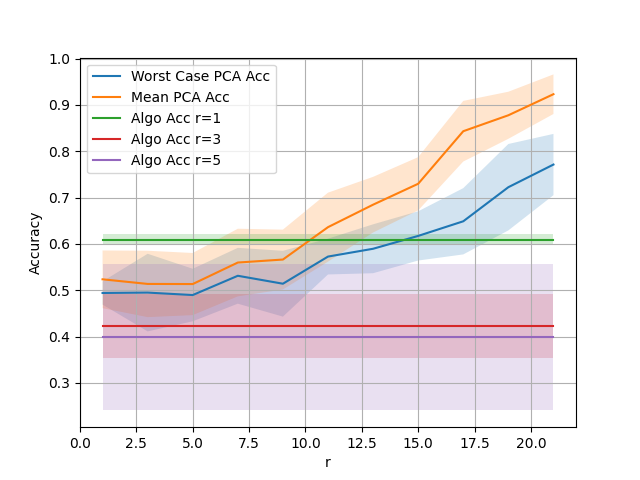 Worst Case PCA Acc
Mean PCA Acc
Algo Acc r=1
Algo Acc r=3
Algo Acc r=5
1.0
0.9
0.8
0.7
0.6
0.5
0.4
0.3
Accuracy
0.0 2.5 5.0 7.5 10.0 12.5 15.0 17.5 20.0
r